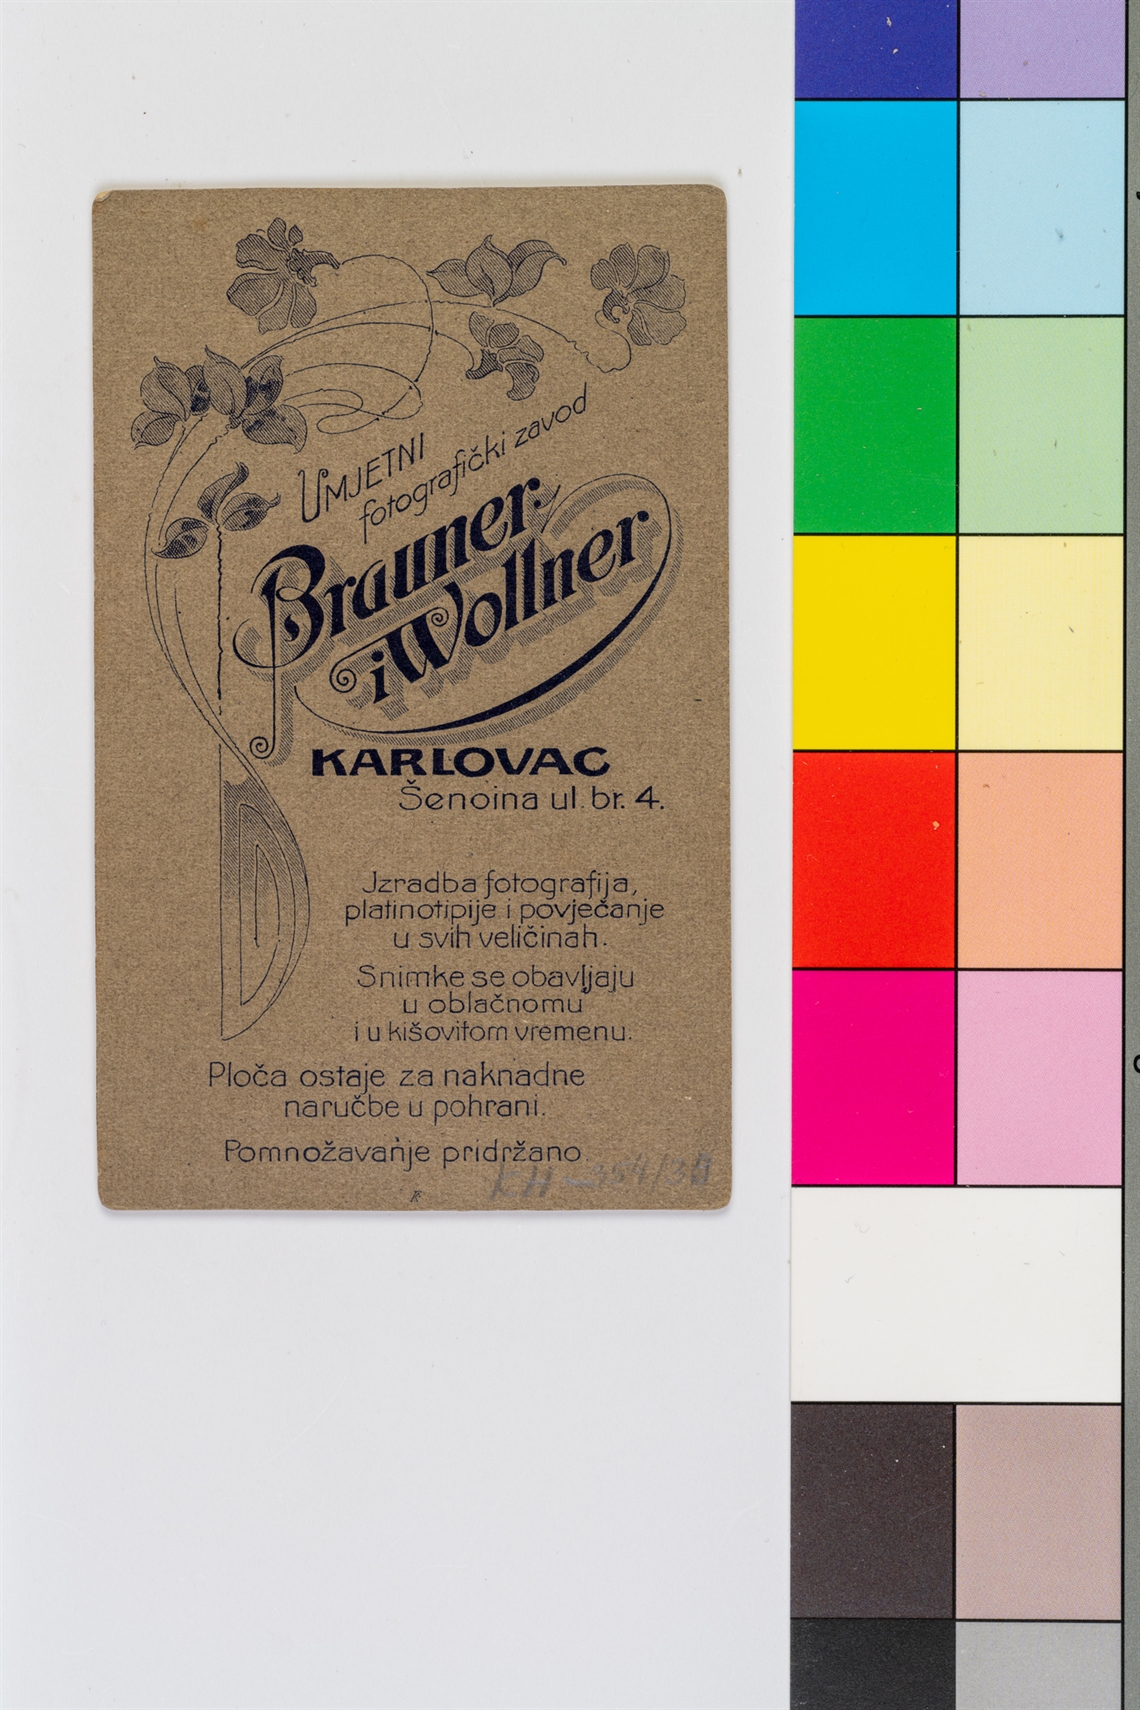 UMJETNI
fotografički zavod
Brauner
i Wollner
KARLOVAC
Šenoina ul. br. 4.
Jzradba fotografija,
platinotipije i povječanje
u svih veličinah.
Snimke se obavljaju
u oblačnomu
i u kišovitom vremenu.
Ploča ostaje za naknadne
naručbe u pohrani.
Pomnožavanje pridržano.